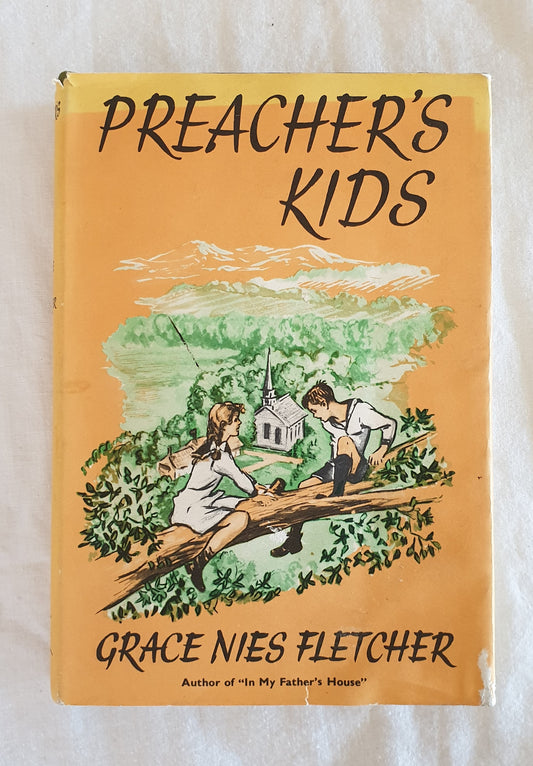 PREACHER'S
KIDS
GRACE NIES FLETCHER
Author of "In My Father's House"